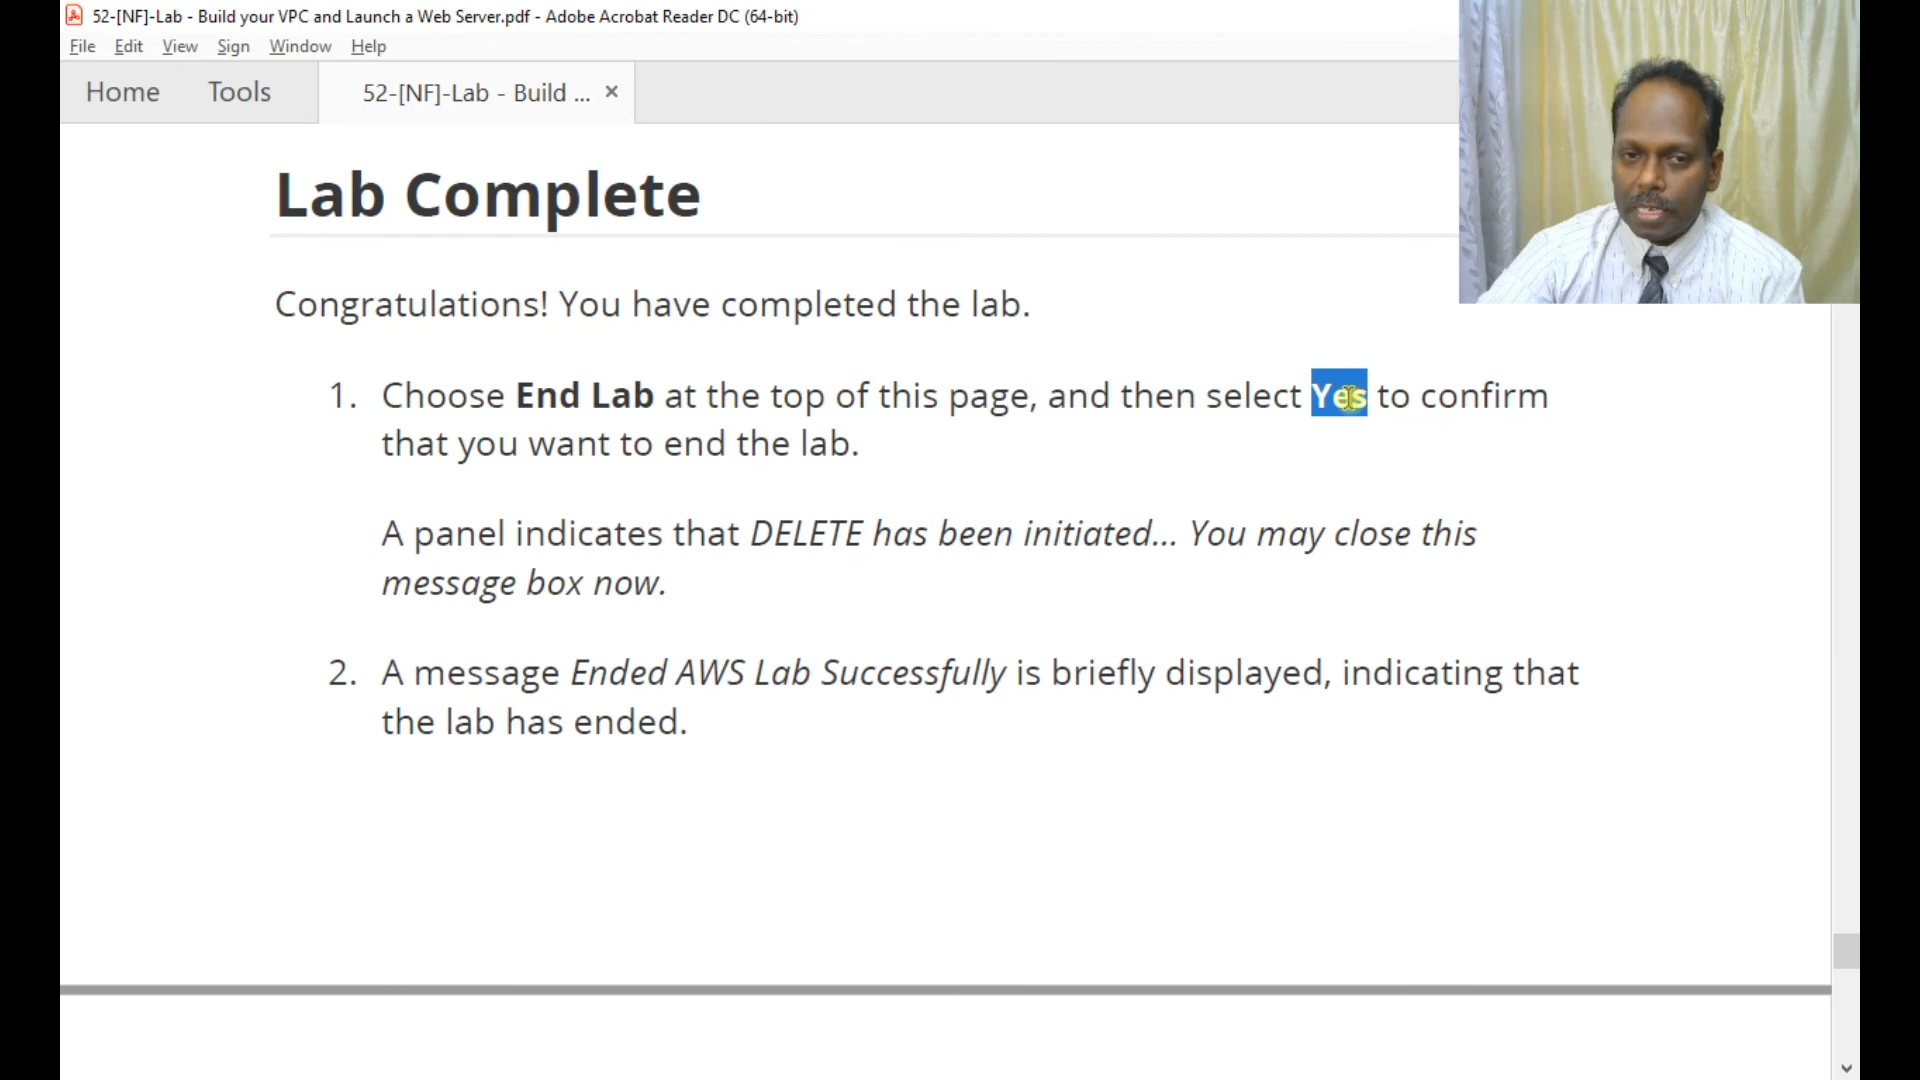 52-[NF]-Lab - Build your VPC and Launch a Web Server.pdf - Adobe Acrobat Reader DC (64-bit)
File Edit View Sign Window Help
Home Tools 52-[NF]-Lab - Build ... ×
Lab Complete
Congratulations! You have completed the lab.
1. Choose End Lab at the top of this page, and then select Yes to confirm
that you want to end the lab.
A panel indicates that DELETE has been initiated... You may close this
message box now.
2. A message Ended AWS Lab Successfully is briefly displayed, indicating that
the lab has ended.